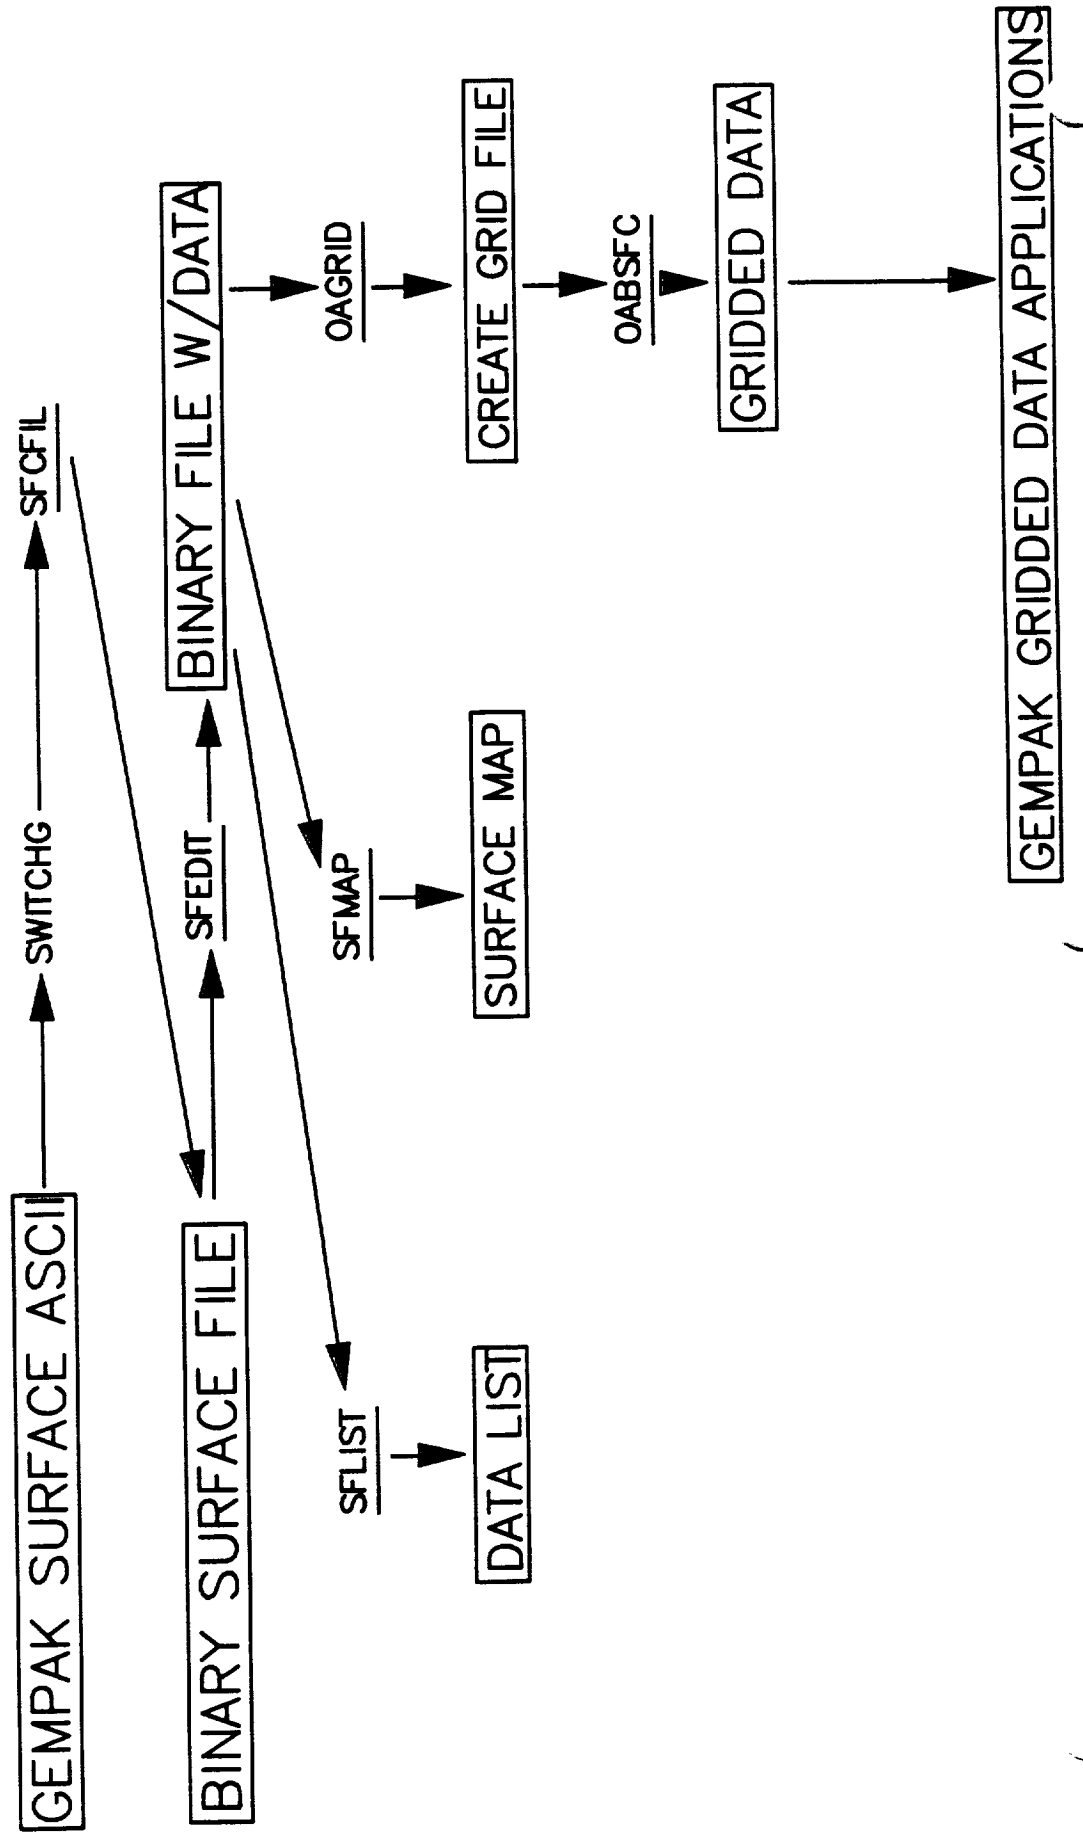 GEMPAK SURFACE ASCII
SWITCHG
SFCFIL
BINARY SURFACE FILE
SFEDIT
BINARY FILE W/DATA
SFLIST
SFMAP
OAGRID
DATA LIST
SURFACE MAP
CREATE GRID FILE
OABSFC
GRIDDED DATA
GEMPAK GRIDDED DATA APPLICATIONS